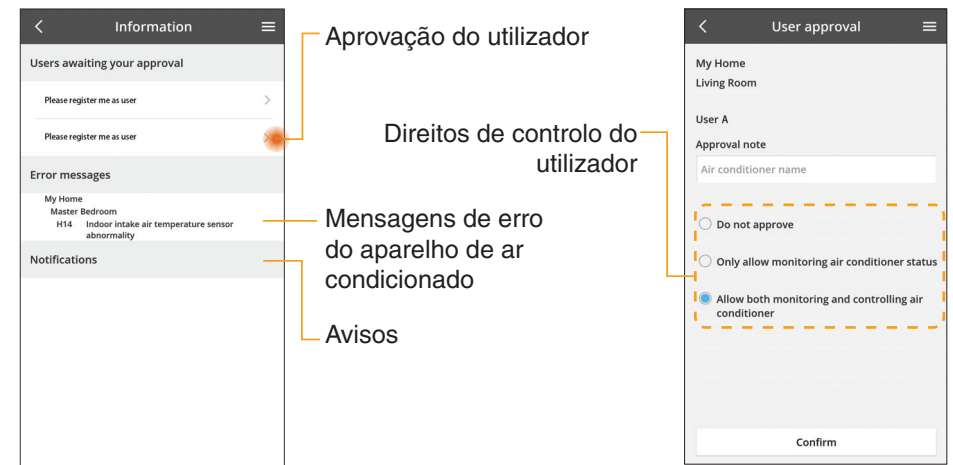 Information
Users awaiting your approval
Please register me as user
Please register me as user
Error messages
My Home
Master Bedroom
H14 Indoor intake air temperature sensor
abnormality
Notifications
Aprovação do utilizador
Direitos de controlo do
utilizador
Mensagens de erro
do aparelho de ar
condicionado
Avisos
User approval
My Home
Living Room
User A
Approval note
Air conditioner name
Do not approve
Only allow monitoring air conditioner status
Allow both monitoring and controlling air
conditioner
Confirm